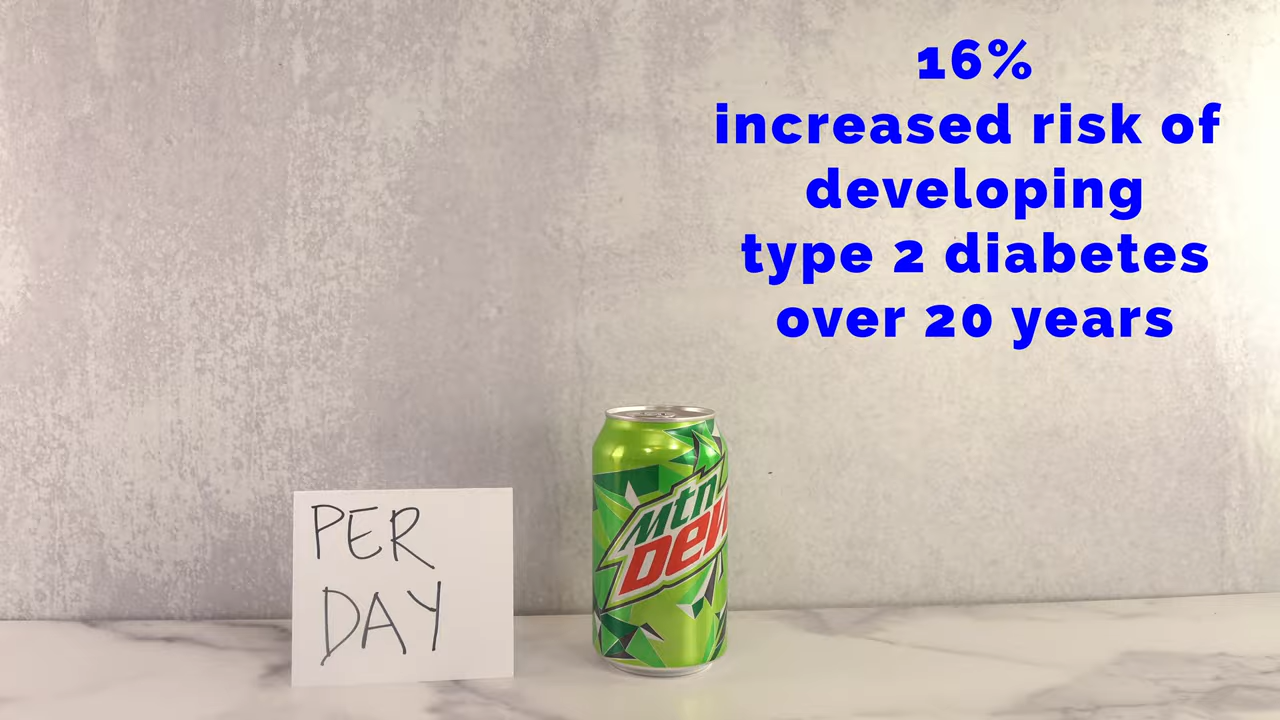 16%
increased risk of
developing
type 2 diabetes
over 20 years
PER
DAY
Mtn
DEW